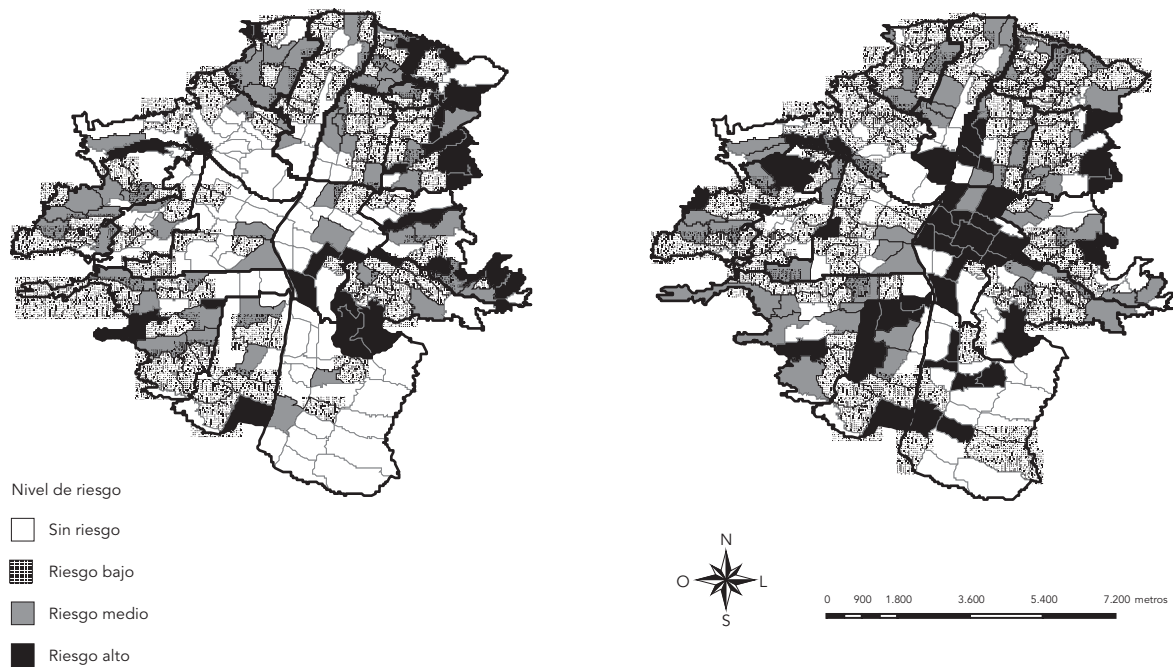 Nivel de riesgo
Sin riesgo
Riesgo bajo
Riesgo medio
Riesgo alto
N
O L
S
0 900 1.800 3.600 5.400 7.200 metros